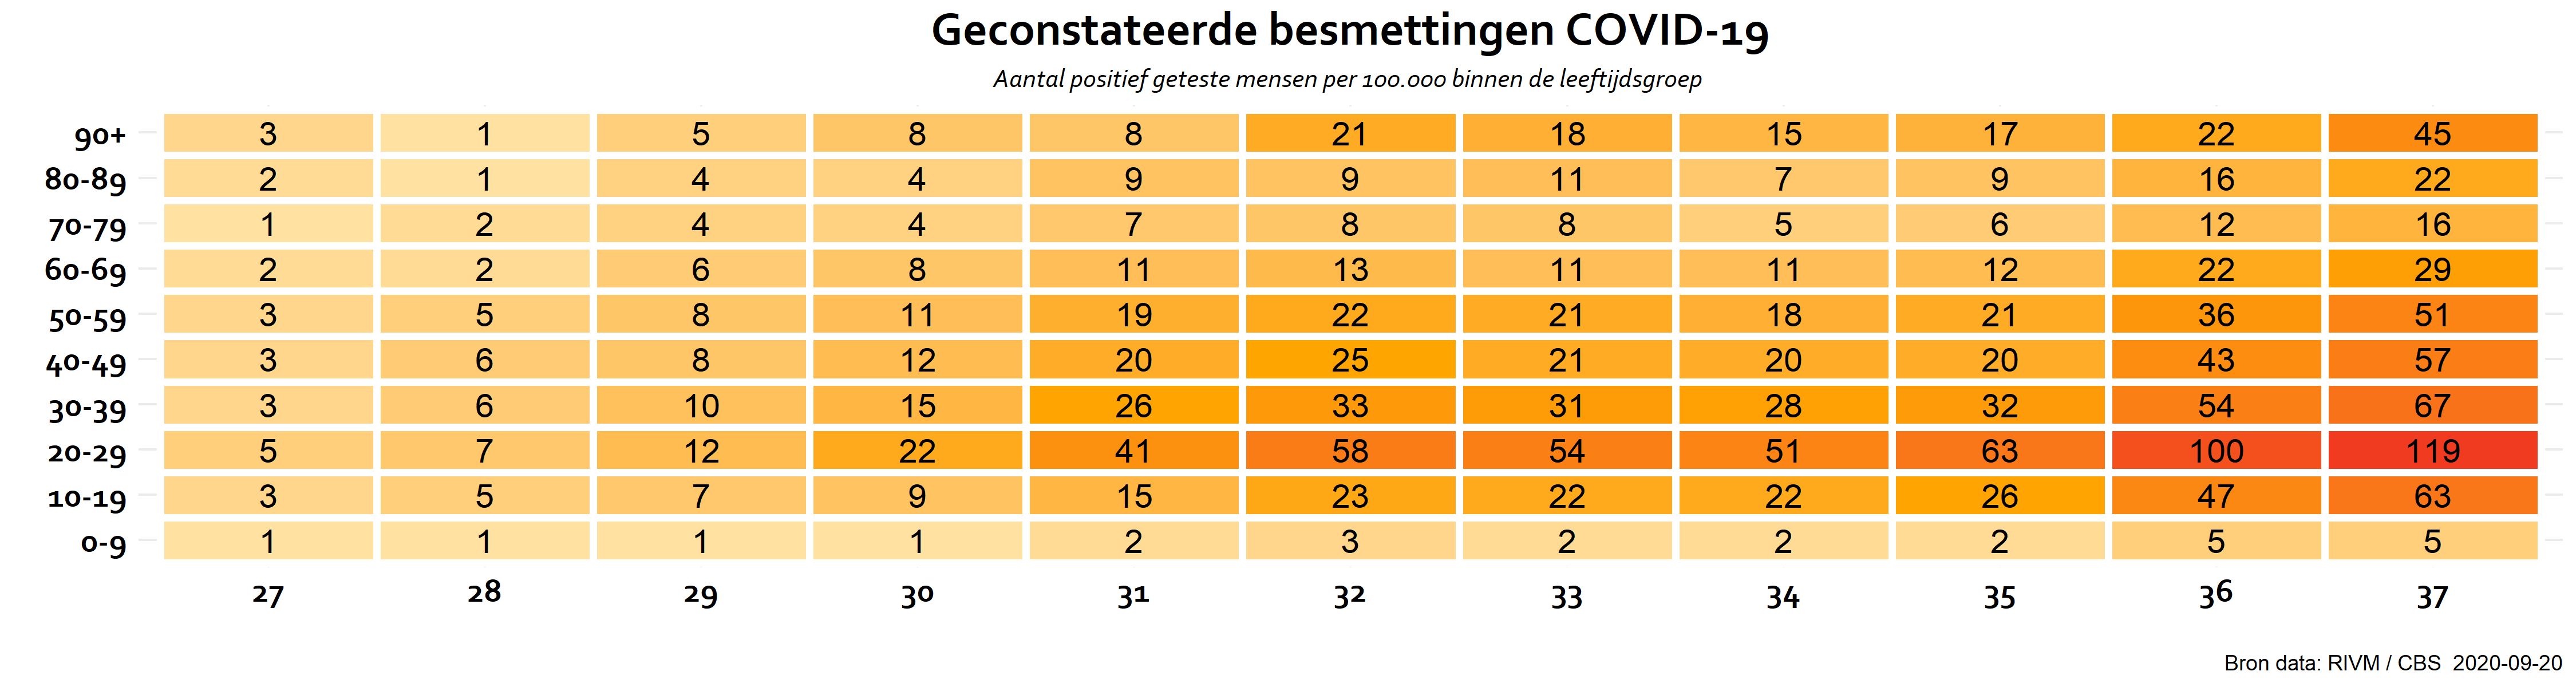 Geconstateerde besmettingen COVID-19
Aantal positief geteste mensen per 100.000 binnen de leeftijdsgroep
90+ 3 1 5 8 8 21 18 15 17 22 45
80-89 2 1 4 4 9 9 11 7 9 16 22
70-79 1 2 4 4 7 8 8 5 6 12 16
60-69 2 2 6 8 11 13 11 11 12 22 29
50-59 3 5 8 11 19 22 21 18 21 36 51
40-49 3 6 8 12 20 25 21 20 20 43 57
30-39 3 6 10 15 26 33 31 28 32 54 67
20-29 5 7 12 22 41 58 54 51 63 100 119
10-19 3 5 7 9 15 23 22 22 26 47 63
0-9 1 1 1 1 2 3 2 2 2 5 5
27 28 29 30 31 32 33 34 35 36 37
Bron data: RIVM / CBS 2020-09-20